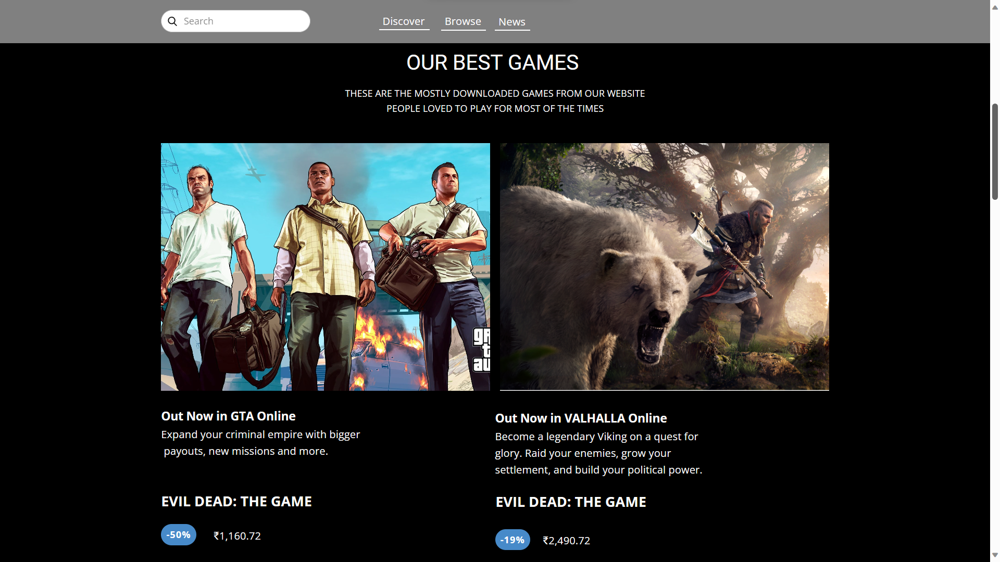 Search
Discover Browse News
OUR BEST GAMES
THESE ARE THE MOSTLY DOWNLOADED GAMES FROM OUR WEBSITE
PEOPLE LOVED TO PLAY FOR MOST OF THE TIMES
gra
t
au
Out Now in GTA Online
Expand your criminal empire with bigger
payouts, new missions and more.
EVIL DEAD: THE GAME
-50% ₹1,160.72
Out Now in VALHALLA Online
Become a legendary Viking on a quest for
glory. Raid your enemies, grow your
settlement, and build your political power.
EVIL DEAD: THE GAME
-19% ₹2,490.72